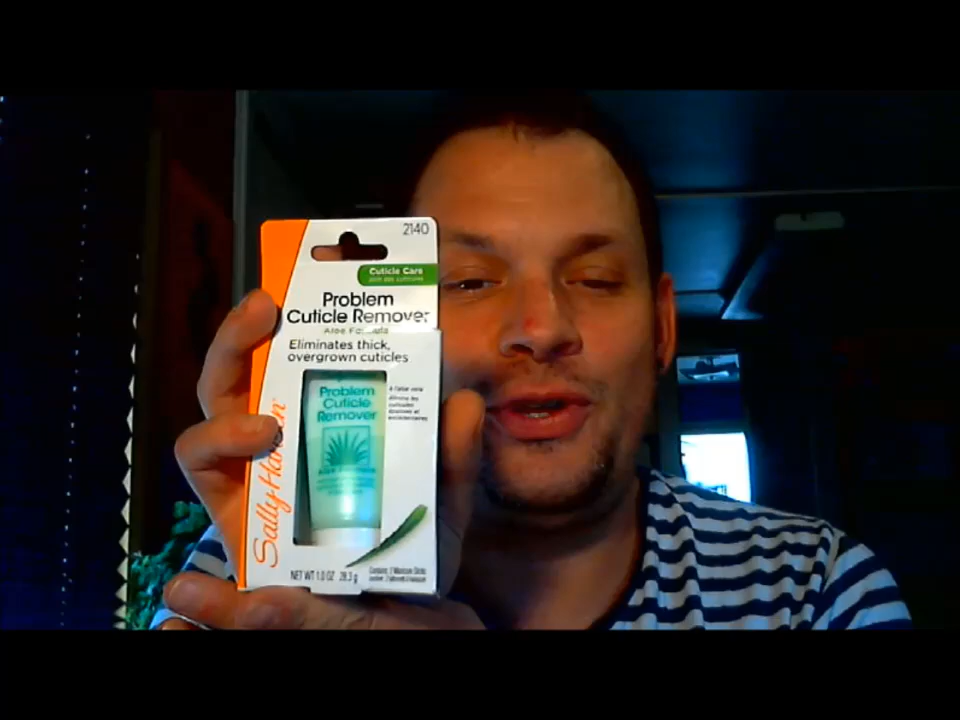 2140
Cuticle Care
Problem
Cuticle Remover
Aloe Formula
Eliminates thick,
overgrown cuticles
Problem
Cuticle
Remover
Sally Hansen
NET WT 1.0 OZ 28.3 g